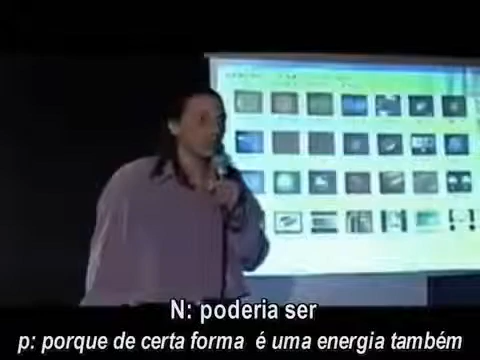 N: poderia ser
p: porque de certa forma é uma energia também